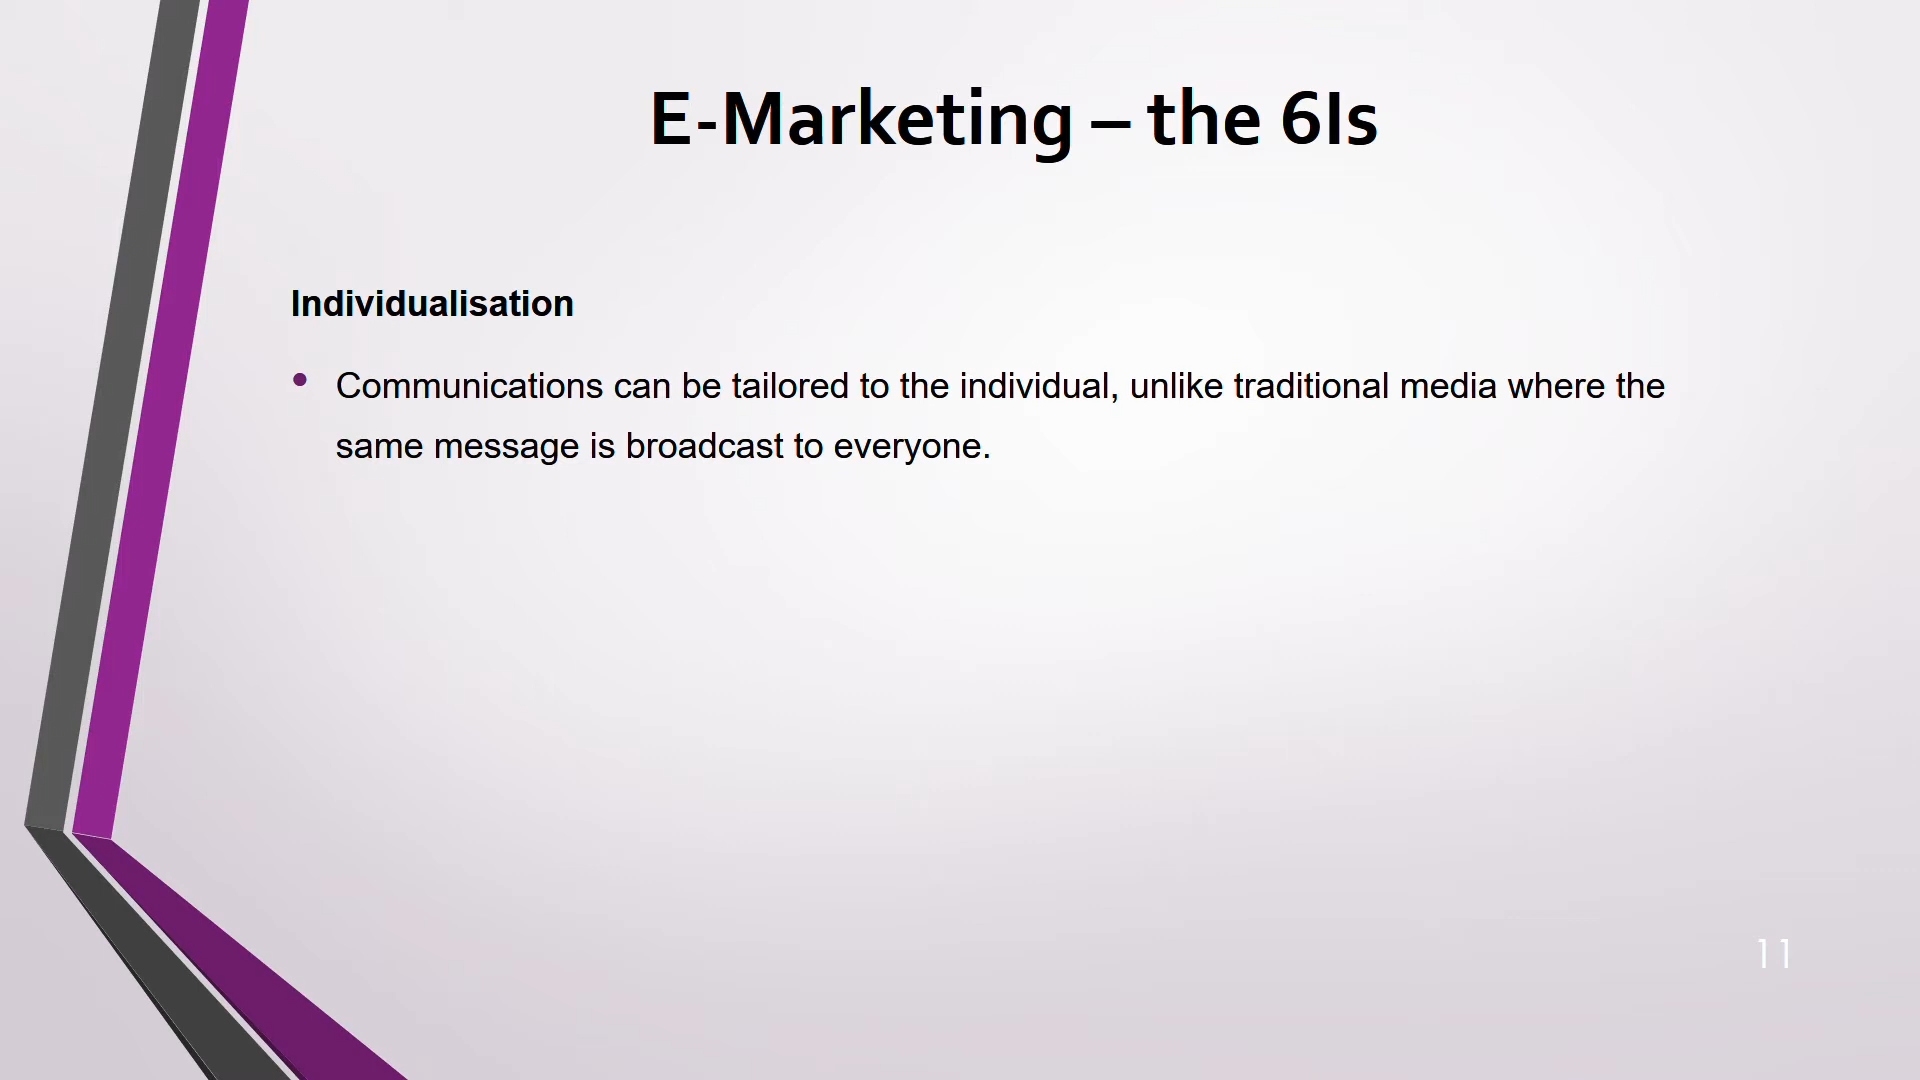 E-Marketing – the 6Is
Individualisation
• Communications can be tailored to the individual, unlike traditional media where the
same message is broadcast to everyone.
11